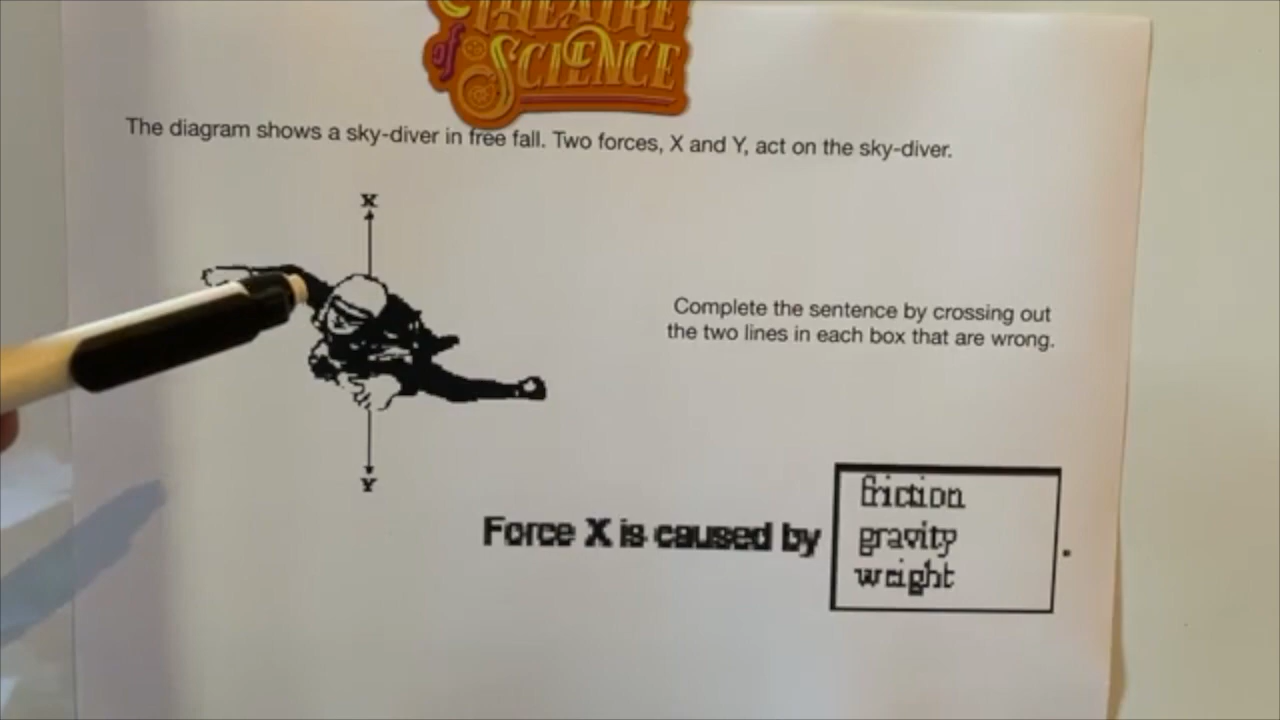 THEATRE
of
SCIENCE
The diagram shows a sky-diver in free fall. Two forces, X and Y, act on the sky-diver.
X
Complete the sentence by crossing out
the two lines in each box that are wrong.
Y
friction
Force X is caused by gravity .
weight